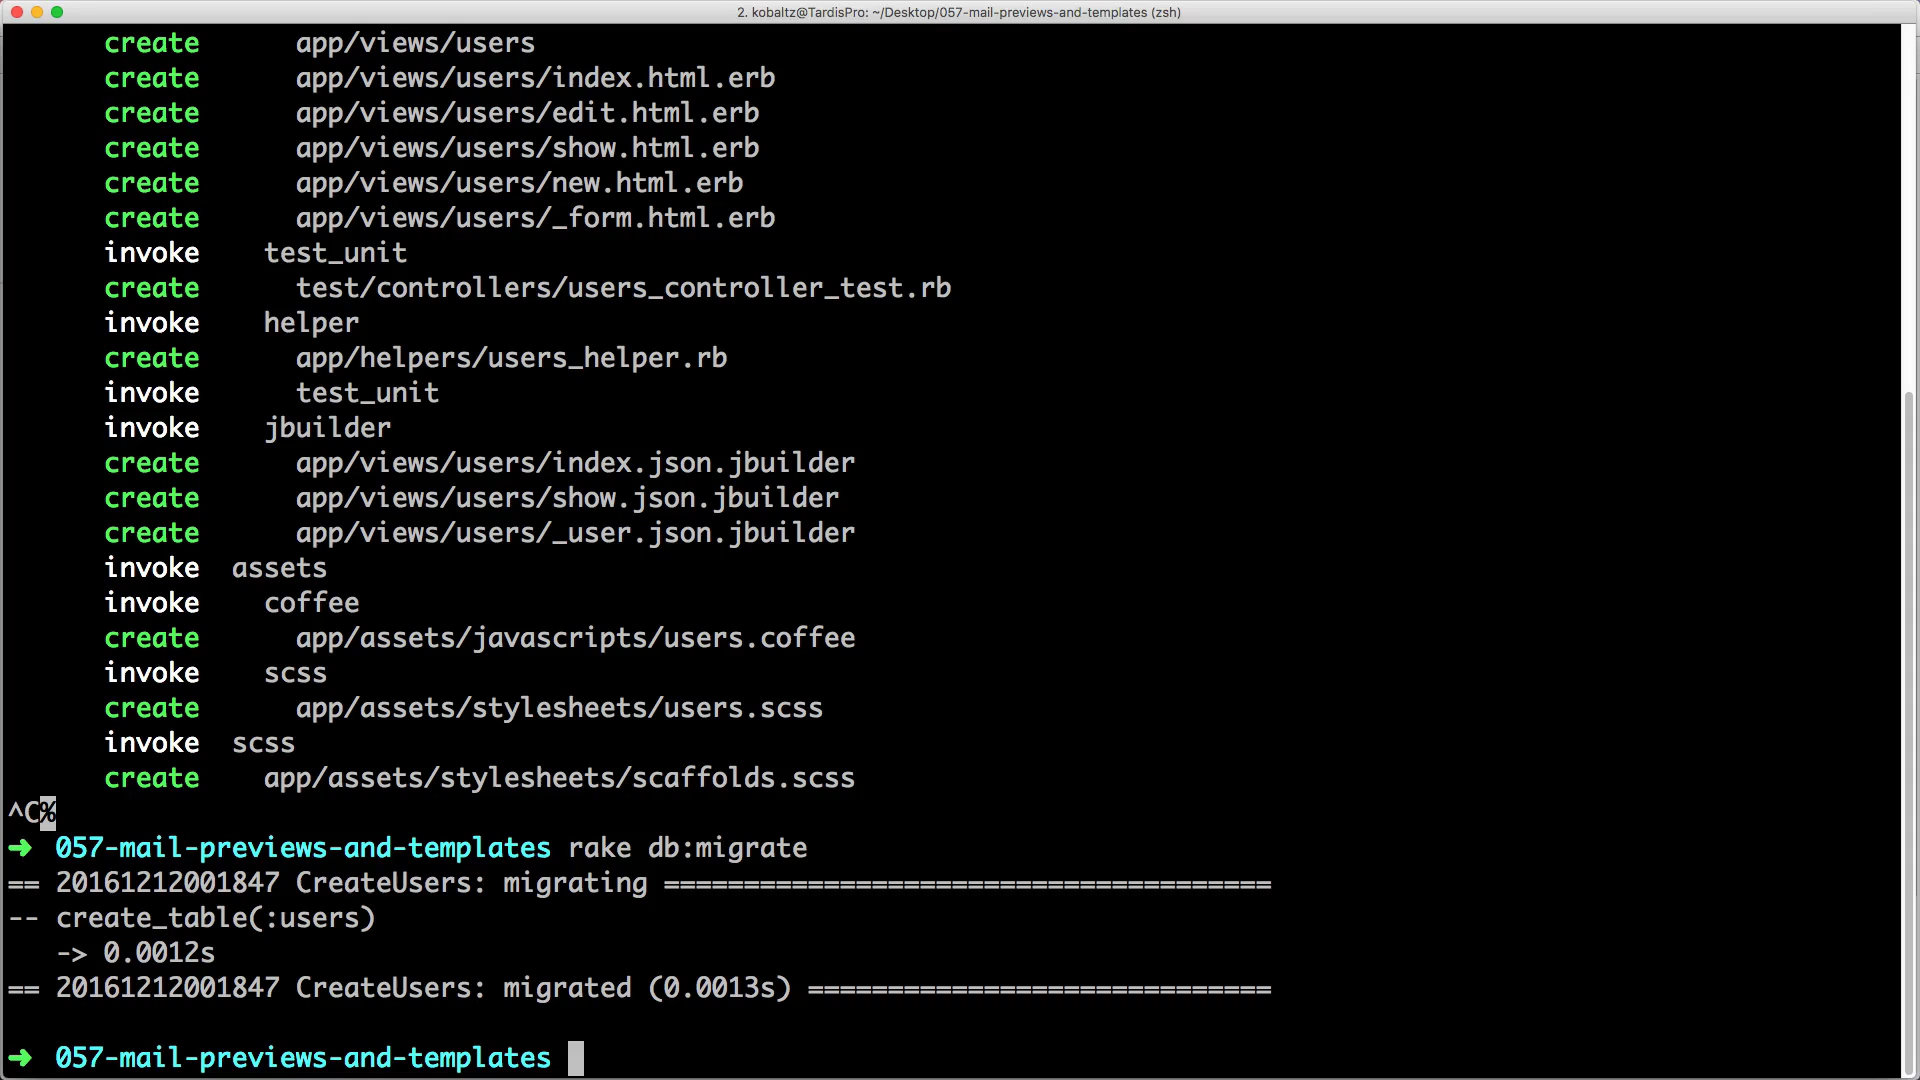 2. kobaltz@TardisPro: ~/Desktop/057-mail-previews-and-templates (zsh)
create      app/views/users
create      app/views/users/index.html.erb
create      app/views/users/edit.html.erb
create      app/views/users/show.html.erb
create      app/views/users/new.html.erb
create      app/views/users/_form.html.erb
invoke    test_unit
create      test/controllers/users_controller_test.rb
invoke    helper
create      app/helpers/users_helper.rb
invoke      test_unit
invoke    jbuilder
create      app/views/users/index.json.jbuilder
create      app/views/users/show.json.jbuilder
create      app/views/users/_user.json.jbuilder
invoke  assets
invoke    coffee
create      app/assets/javascripts/users.coffee
invoke    scss
create      app/assets/stylesheets/users.scss
invoke  scss
create    app/assets/stylesheets/scaffolds.scss
^C%
➜  057-mail-previews-and-templates rake db:migrate
== 20161212001847 CreateUsers: migrating ======================================
-- create_table(:users)
   -> 0.0012s
== 20161212001847 CreateUsers: migrated (0.0013s) =============================
➜  057-mail-previews-and-templates